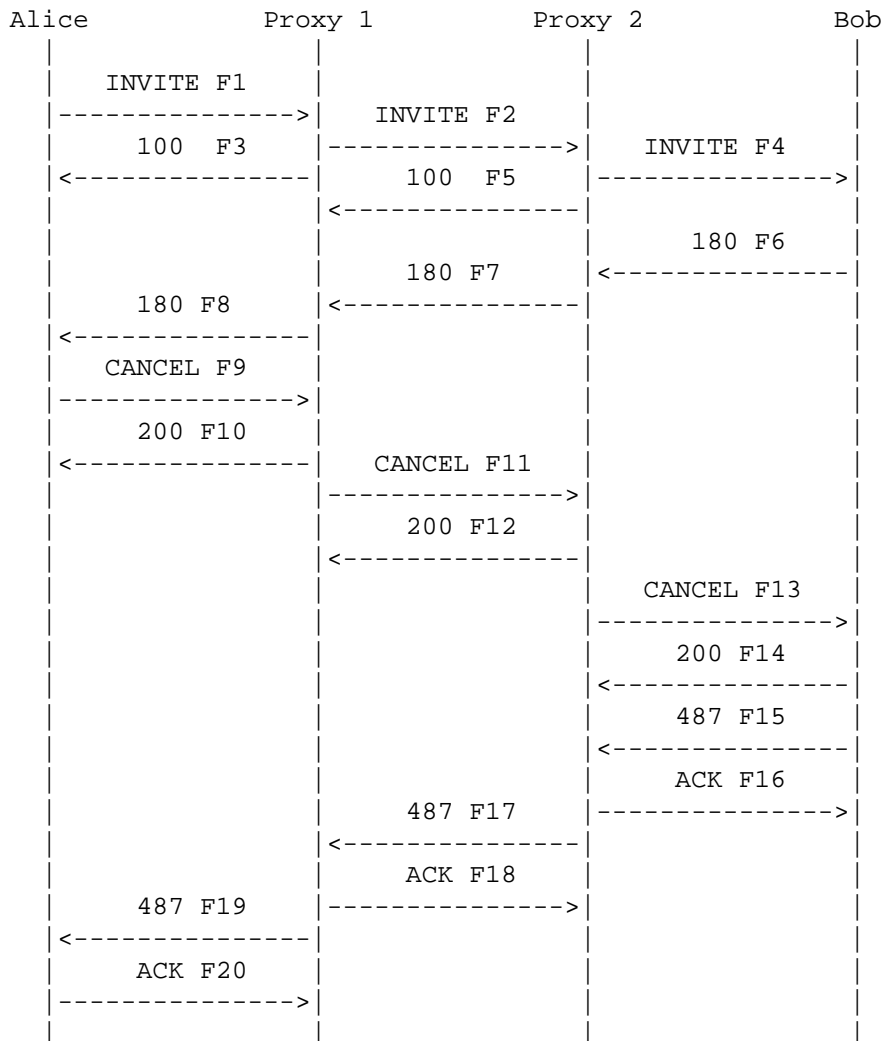 Alice Proxy 1 Proxy 2 Bob
INVITE F1
INVITE F2
100 F3 INVITE F4
100 F5
180 F6
180 F7
180 F8
CANCEL F9
200 F10
CANCEL F11
200 F12
CANCEL F13
200 F14
487 F15
ACK F16
487 F17
ACK F18
487 F19
ACK F20